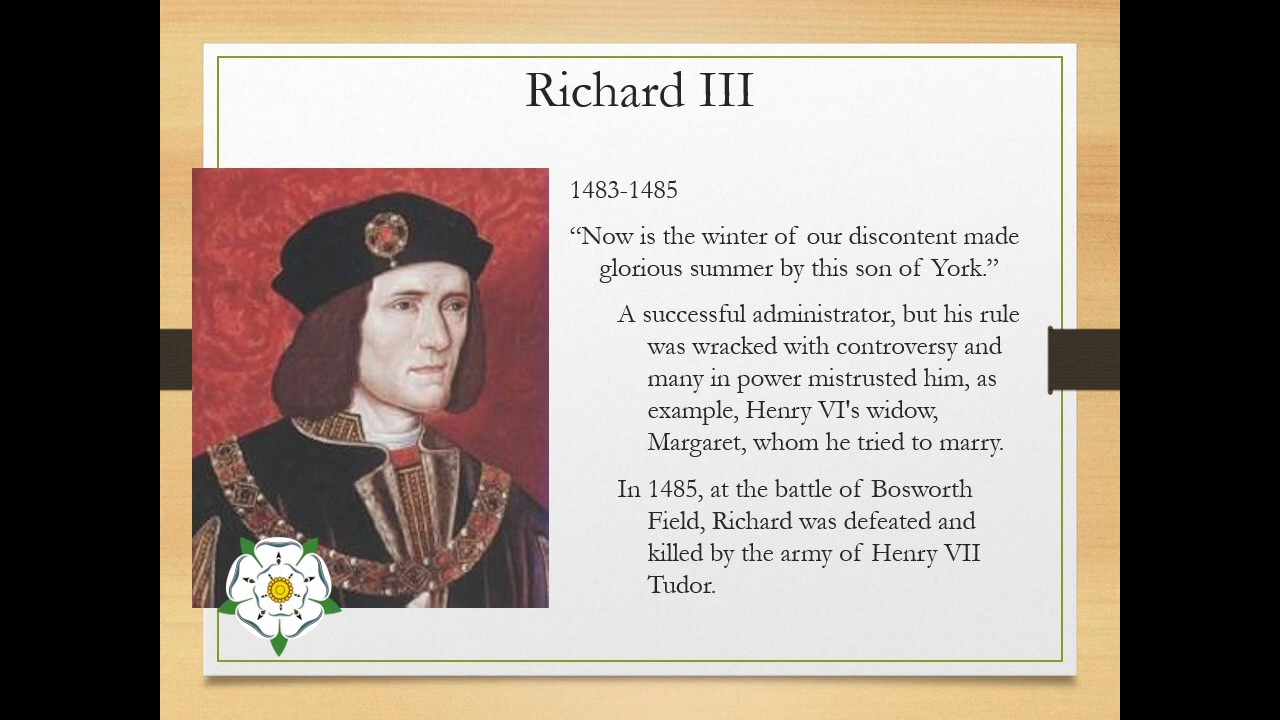 Richard III
1483-1485
“Now is the winter of our discontent made
glorious summer by this son of York.”
A successful administrator, but his rule
was wracked with controversy and
many in power mistrusted him, as
example, Henry VI's widow,
Margaret, whom he tried to marry.
In 1485, at the battle of Bosworth
Field, Richard was defeated and
killed by the army of Henry VII
Tudor.